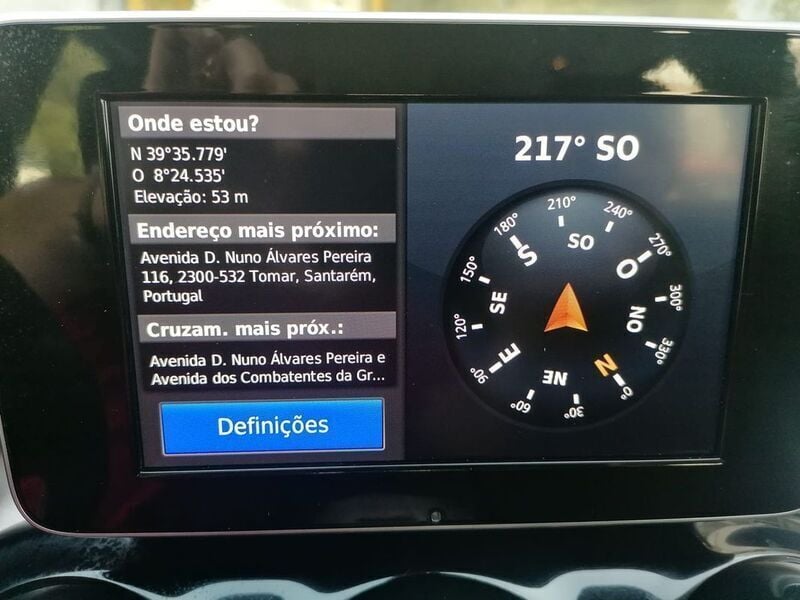 Onde estou?
N 39°35.779'
O 8°24.535'
Elevação: 53 m
Endereço mais próximo:
Avenida D. Nuno Álvares Pereira
116, 2300-532 Tomar, Santarém,
Portugal
Cruzam. mais próx.:
Avenida D. Nuno Álvares Pereira e
Avenida dos Combatentes da Gr...
Definições
217° SO
210°
240°
270°
300°
330°
0°
30°
60°
90°
120°
150°
180°
SO
O
NO
N
NE
E
SE
S